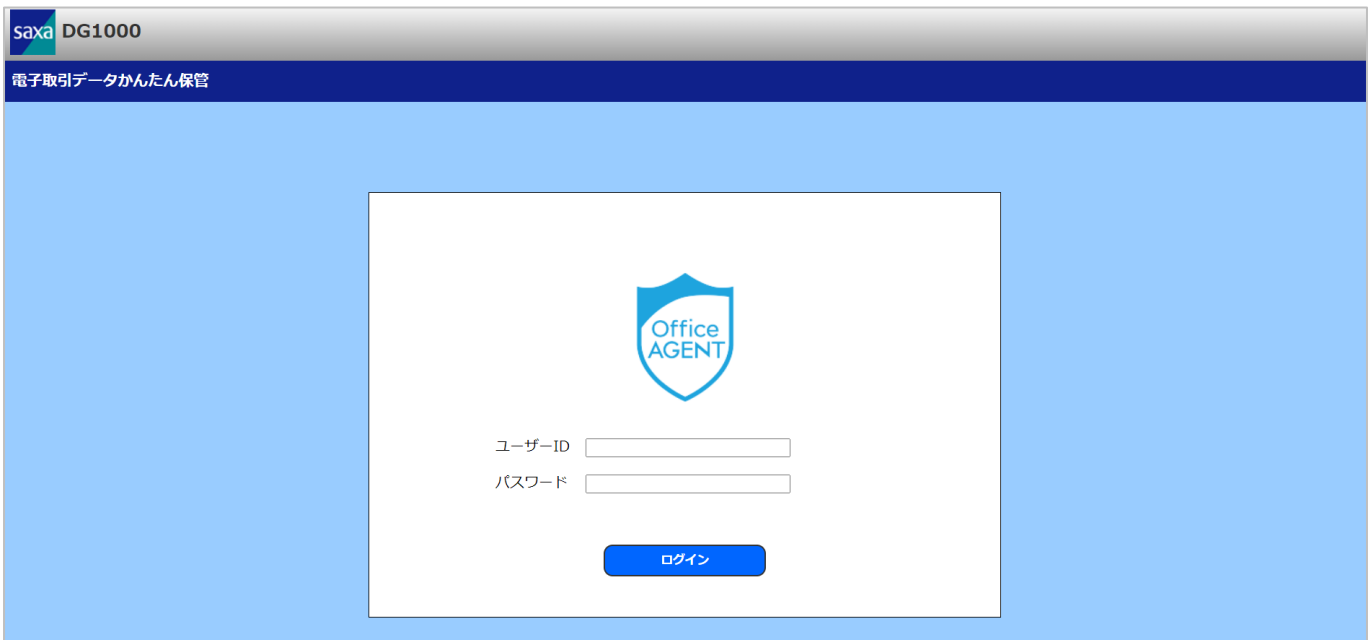 saxa DG1000
電子取引データかんたん保管
Office
AGENT
ユーザーID
パスワード
ログイン